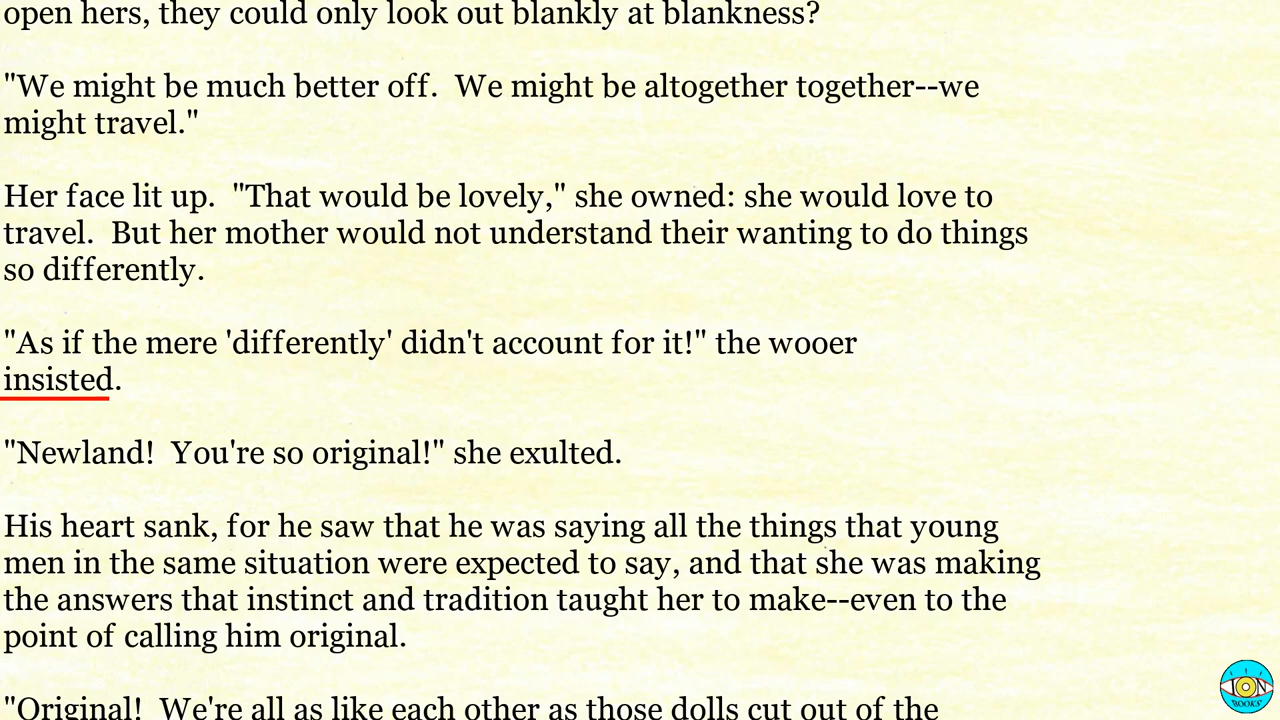 open hers, they could only look out blankly at blankness?
"We might be much better off.  We might be altogether together--we
might travel."
Her face lit up.  "That would be lovely," she owned: she would love to
travel.  But her mother would not understand their wanting to do things
so differently.
"As if the mere 'differently' didn't account for it!" the wooer
insisted.
"Newland!  You're so original!" she exulted.
His heart sank, for he saw that he was saying all the things that young
men in the same situation were expected to say, and that she was making
the answers that instinct and tradition taught her to make--even to the
point of calling him original.
"Original!  We're all as like each other as those dolls cut out of the
ION
BOOKS